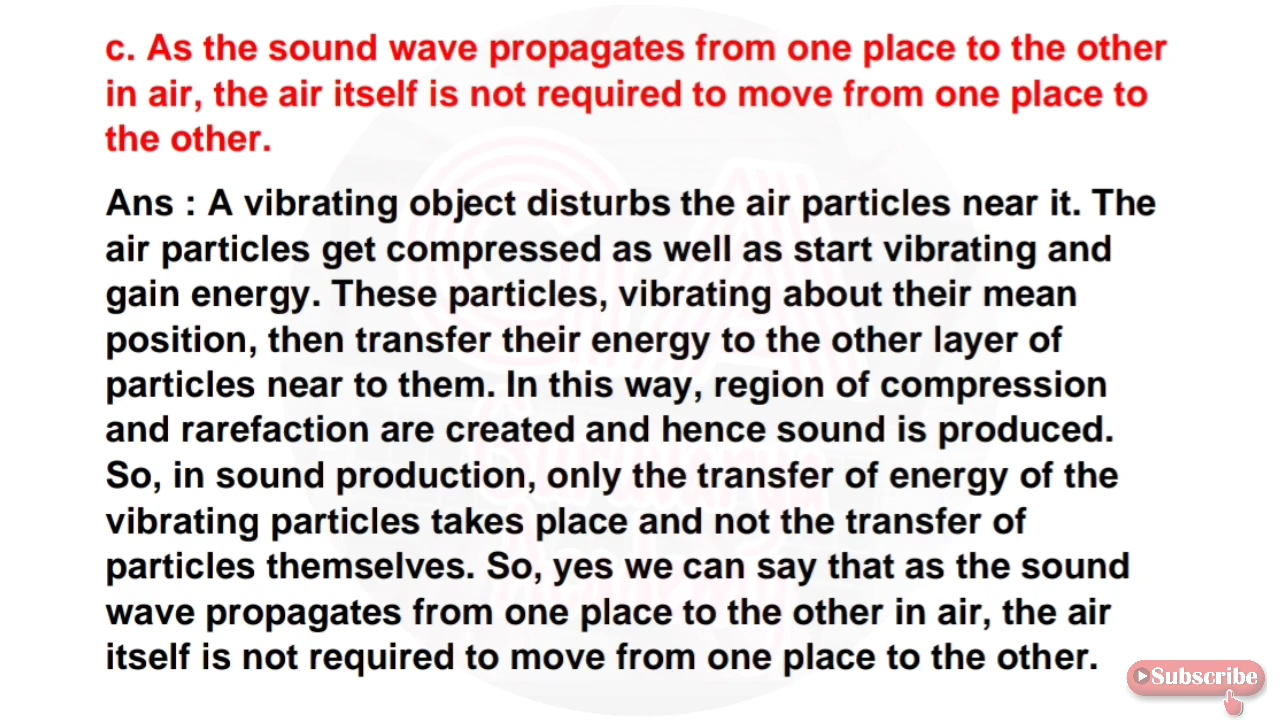 c. As the sound wave propagates from one place to the other
in air, the air itself is not required to move from one place to
the other.
Ans : A vibrating object disturbs the air particles near it. The
air particles get compressed as well as start vibrating and
gain energy. These particles, vibrating about their mean
position, then transfer their energy to the other layer of
particles near to them. In this way, region of compression
and rarefaction are created and hence sound is produced.
So, in sound production, only the transfer of energy of the
vibrating particles takes place and not the transfer of
particles themselves. So, yes we can say that as the sound
wave propagates from one place to the other in air, the air
itself is not required to move from one place to the other.
Subscribe